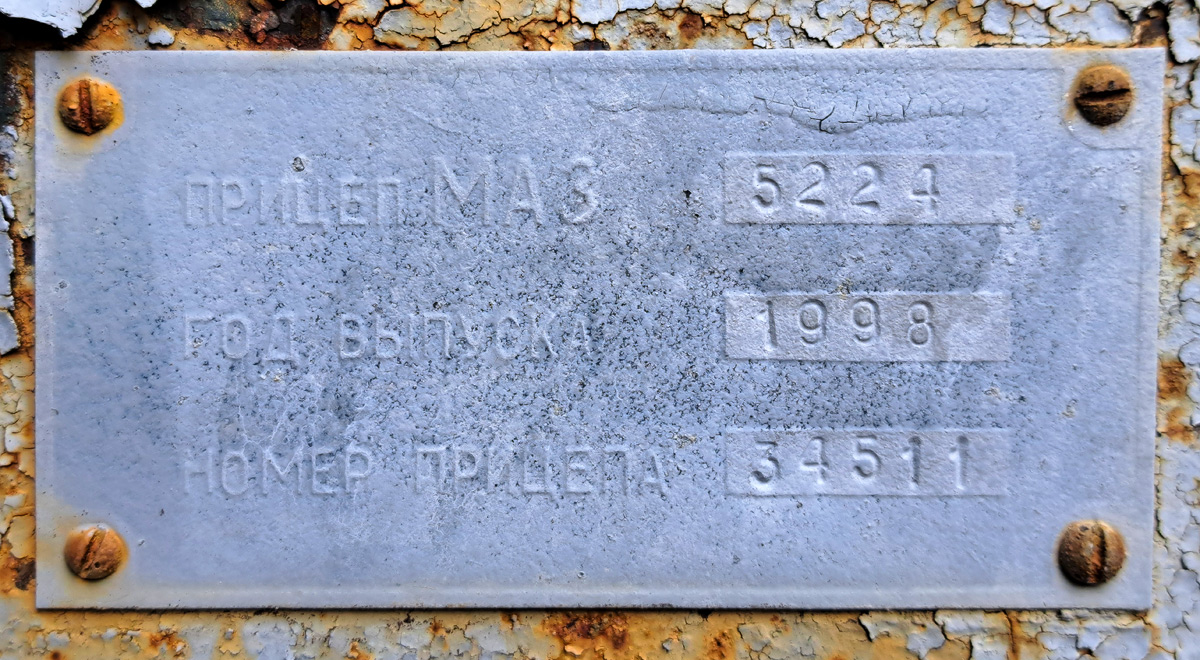 ПРИЦЕП МАЗ 5224
ГОД ВЫПУСКА 1998
НОМЕР ПРИЦЕПА 34511